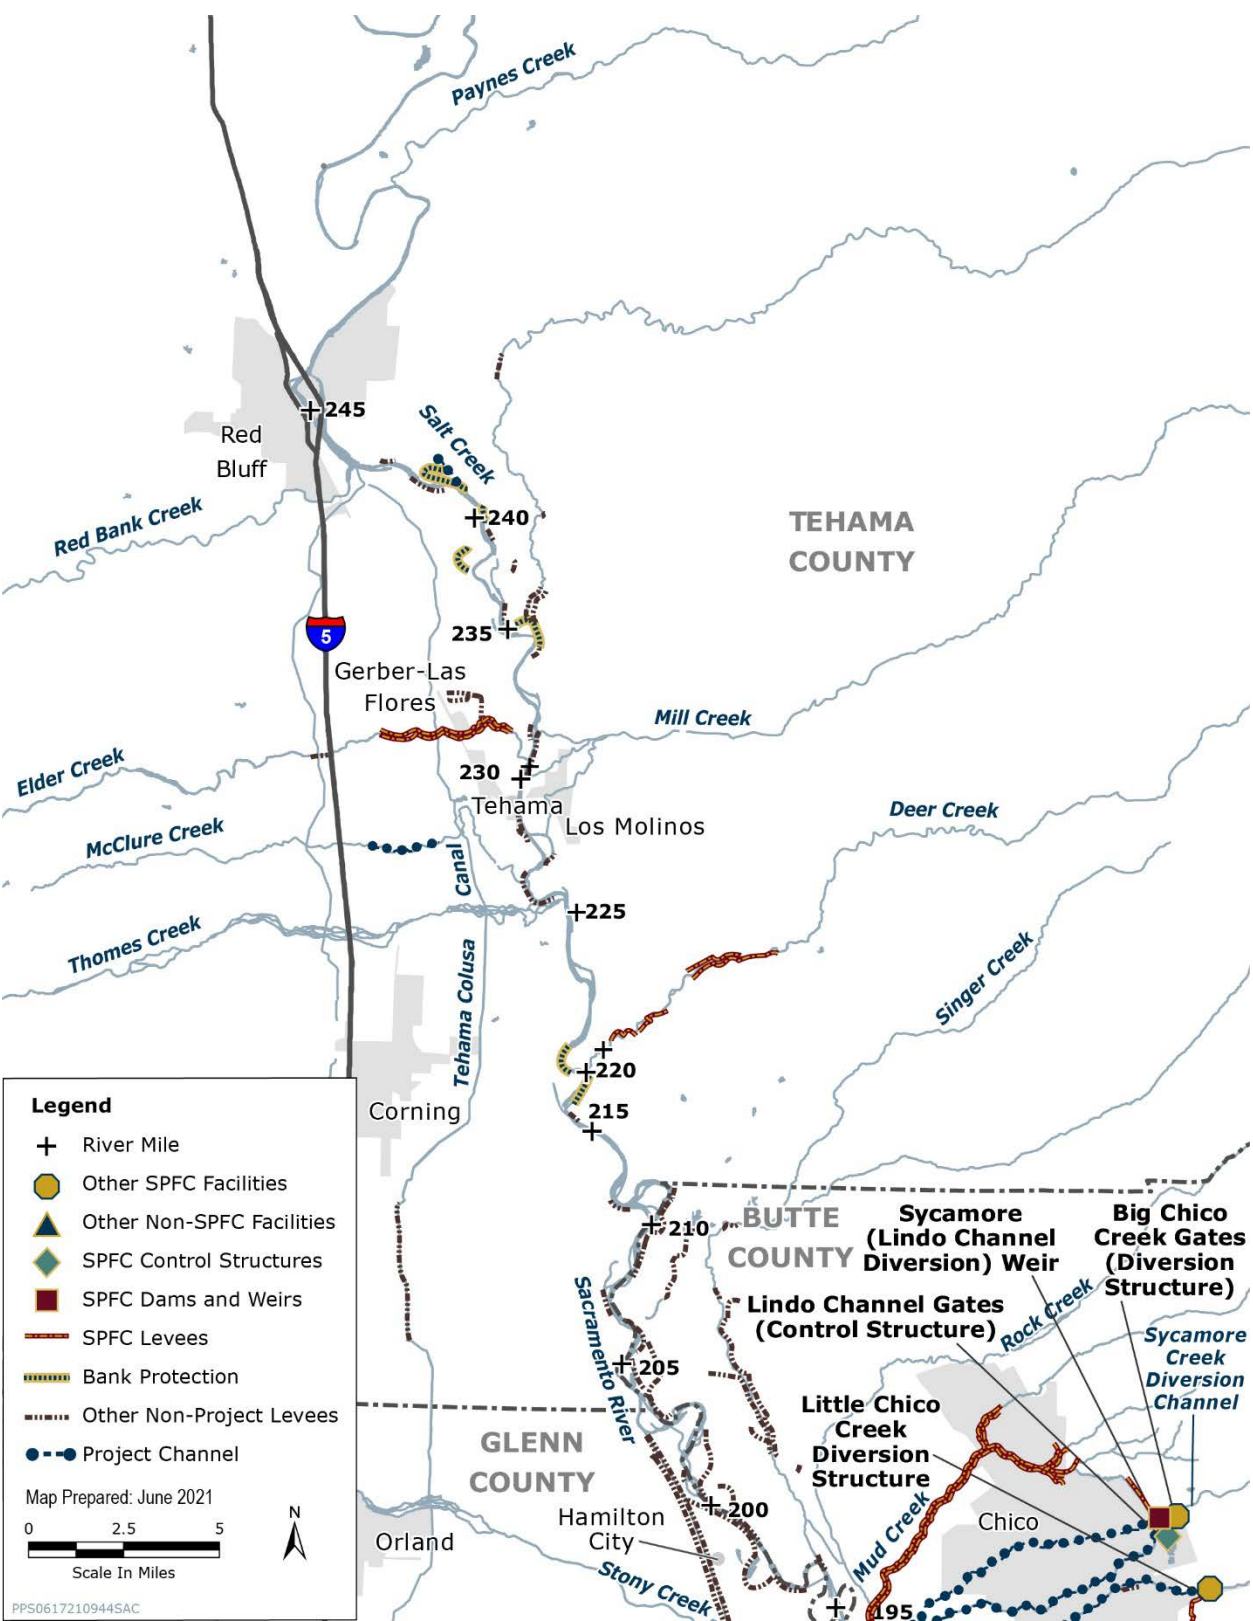 Paynes Creek
245
Red
Bluff
Salt Creek
240
Red Bank Creek
TEHAMA
COUNTY
5
235
Gerber-Las
Flores
Mill Creek
Elder Creek
230
Tehama
Los Molinos
Deer Creek
McClure Creek
Canal
225
Thomes Creek
Tehama Colusa
Singer Creek
220
215
Corning
210
BUTTE
COUNTY
Sycamore
(Lindo Channel
Diversion) Weir
Big Chico
Creek Gates
(Diversion
Structure)
Lindo Channel Gates
(Control Structure)
Rock Creek
Sycamore
Creek
Diversion
Channel
Sacramento River
205
Little Chico
Creek
Diversion
Structure
GLENN
COUNTY
200
Hamilton
City
Mud Creek
Chico
Orland
Stony Creek
195
Legend
River Mile
Other SPFC Facilities
Other Non-SPFC Facilities
SPFC Control Structures
SPFC Dams and Weirs
SPFC Levees
Bank Protection
Other Non-Project Levees
Project Channel
Map Prepared: June 2021
N
0 2.5 5
Scale In Miles
PPS0617210944SAC